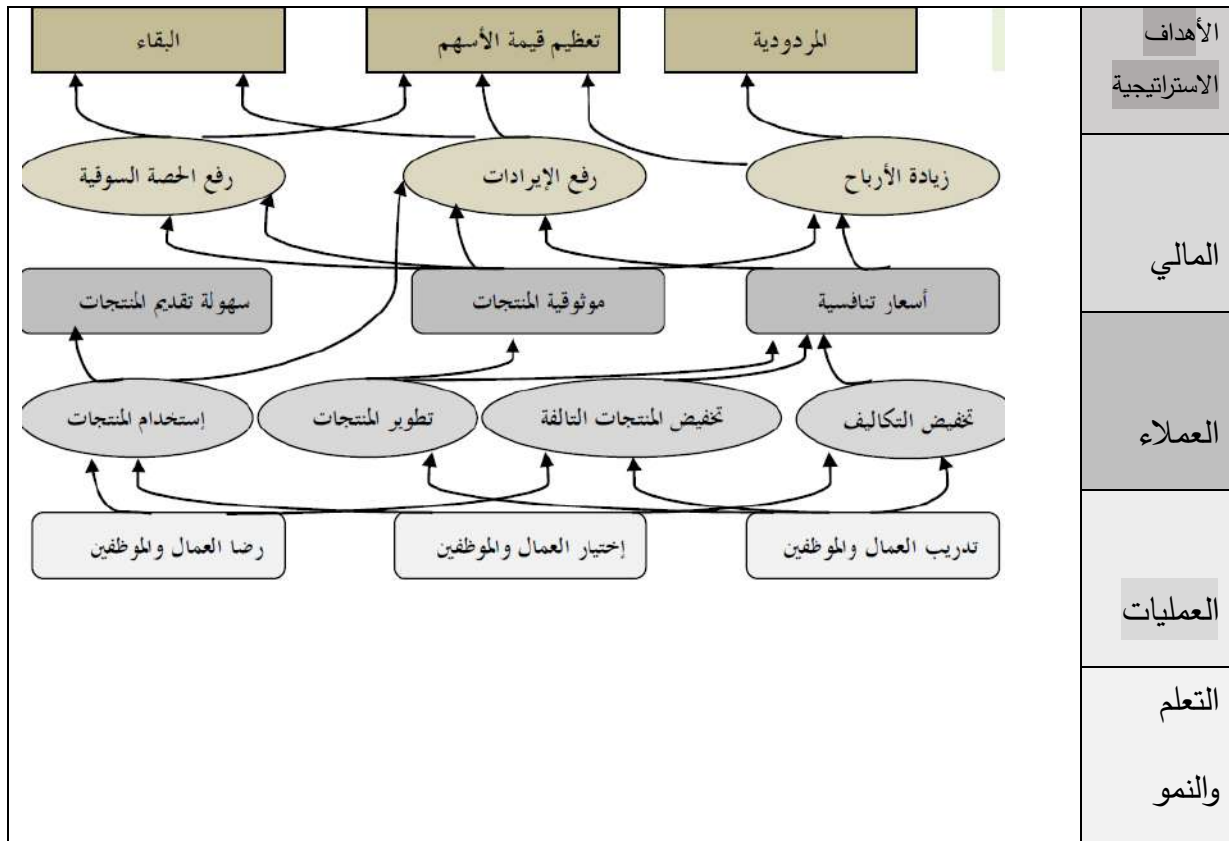 الأهداف
الاستراتيجية
المالي
العملاء
العمليات
التعلم
والنمو
المردودية
تعظيم قيمة الأسهم
البقاء
زيادة الأرباح
رفع الإيرادات
رفع الحصة السوقية
أسعار تنافسية
موثوقية المنتجات
سهولة تقديم المنتجات
تخفيض التكاليف
تخفيض المنتجات التالفة
تطوير المنتجات
إستخدام المنتجات
تدريب العمال والموظفين
إختيار العمال والموظفين
رضا العمال والموظفين